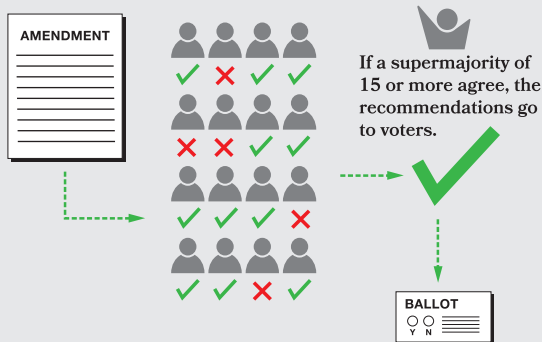 AMENDMENT
If a supermajority of
15 or more agree, the
recommendations go
to voters.
BALLOT
Y N